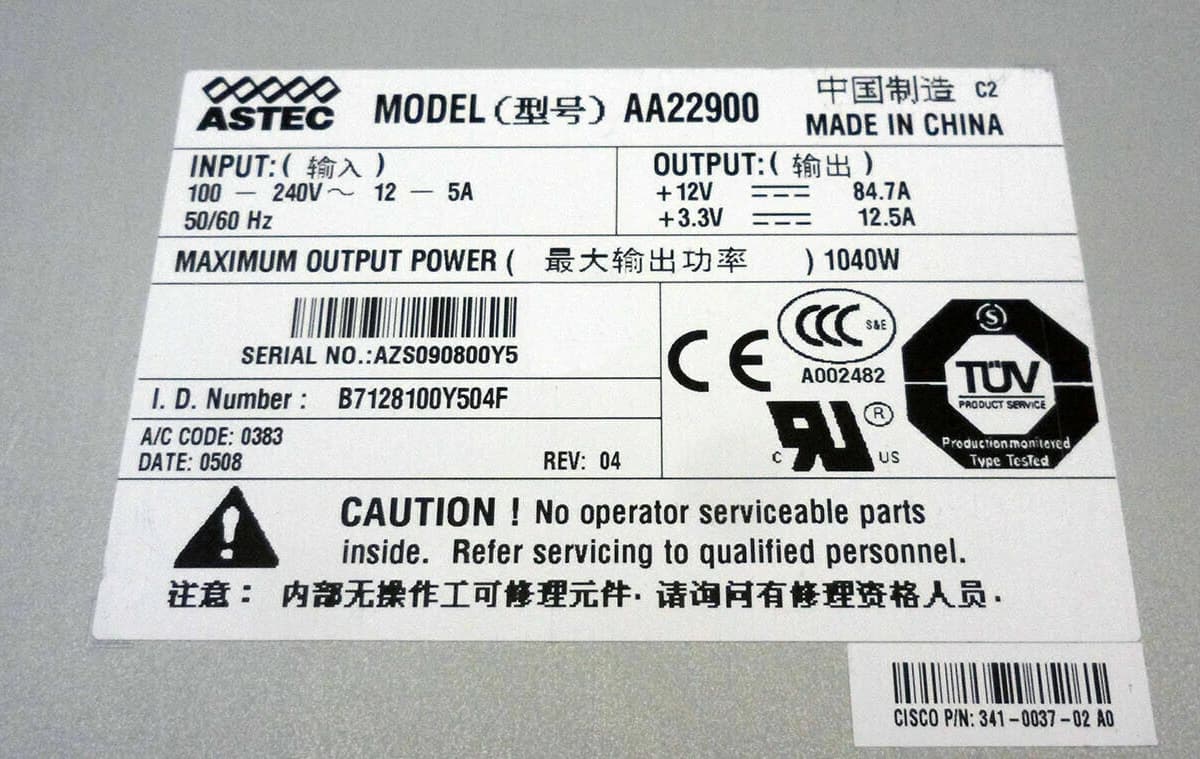 ASTEC MODEL (型号) AA22900 中国制造 C2
MADE IN CHINA
INPUT: ( 输入 )
100 — 240V ～ 12 — 5A
50/60 Hz
OUTPUT: ( 输出 )
+12V 84.7A
+3.3V 12.5A
MAXIMUM OUTPUT POWER ( 最大输出功率 ) 1040W
SERIAL NO.:AZS090800Y5
I. D. Number : B7128100Y504F
A/C CODE: 0383
DATE: 0508 REV: 04
CE
CCC S&E
A002482
c RU ® US
S
TÜV
PRODUCT SERVICE
Production monitored
Type Tested
CAUTION ! No operator serviceable parts
inside. Refer servicing to qualified personnel.
注意：内部无操作工可修理元件. 请询问有修理资格人员.
CISCO P/N: 341-0037-02 A0